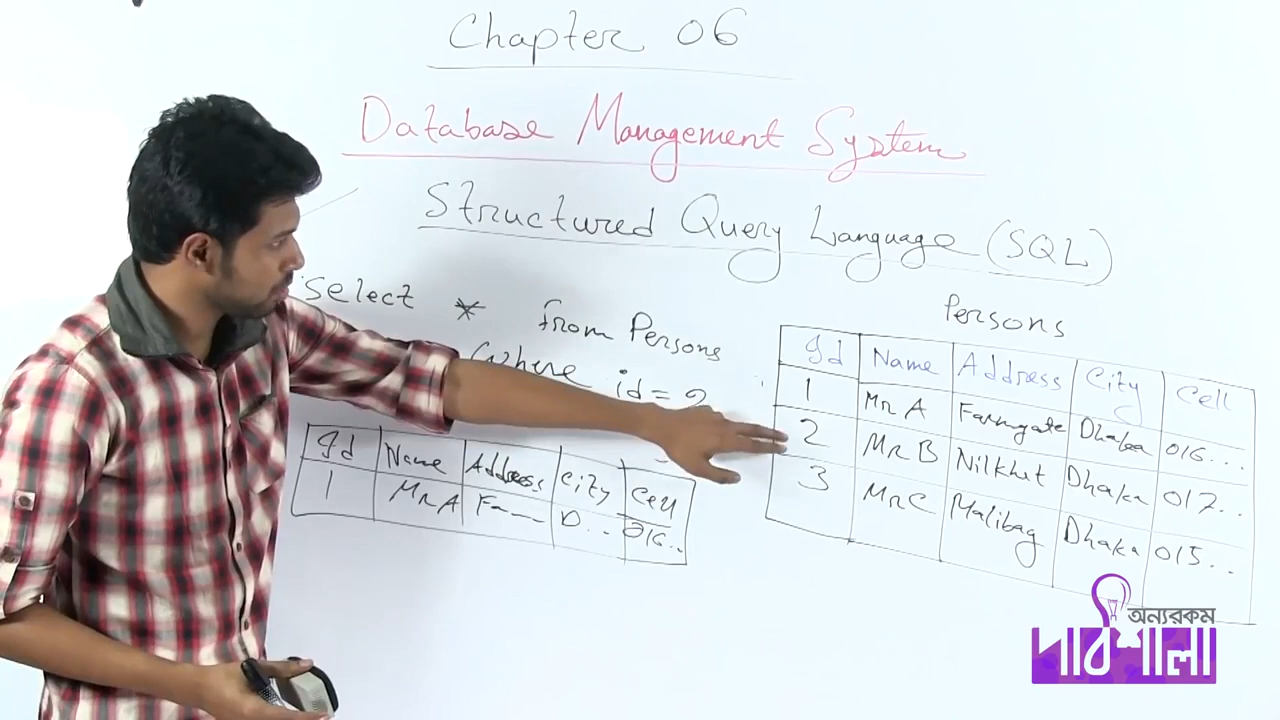 Chapter 06
Database Management System
Structured Query Language (SQL)
Select * from Persons
Where id = 2
Id Name Address City Cell
1 Mr A Fa— D... 016..
Persons
Id Name Address City Cell
1 Mr A Farmgate Dhaka 016...
2 Mr B Nilkhet Dhaka 017..
3 Mr C Malibag Dhaka 015..
অন্যরকম
পাঠশালা